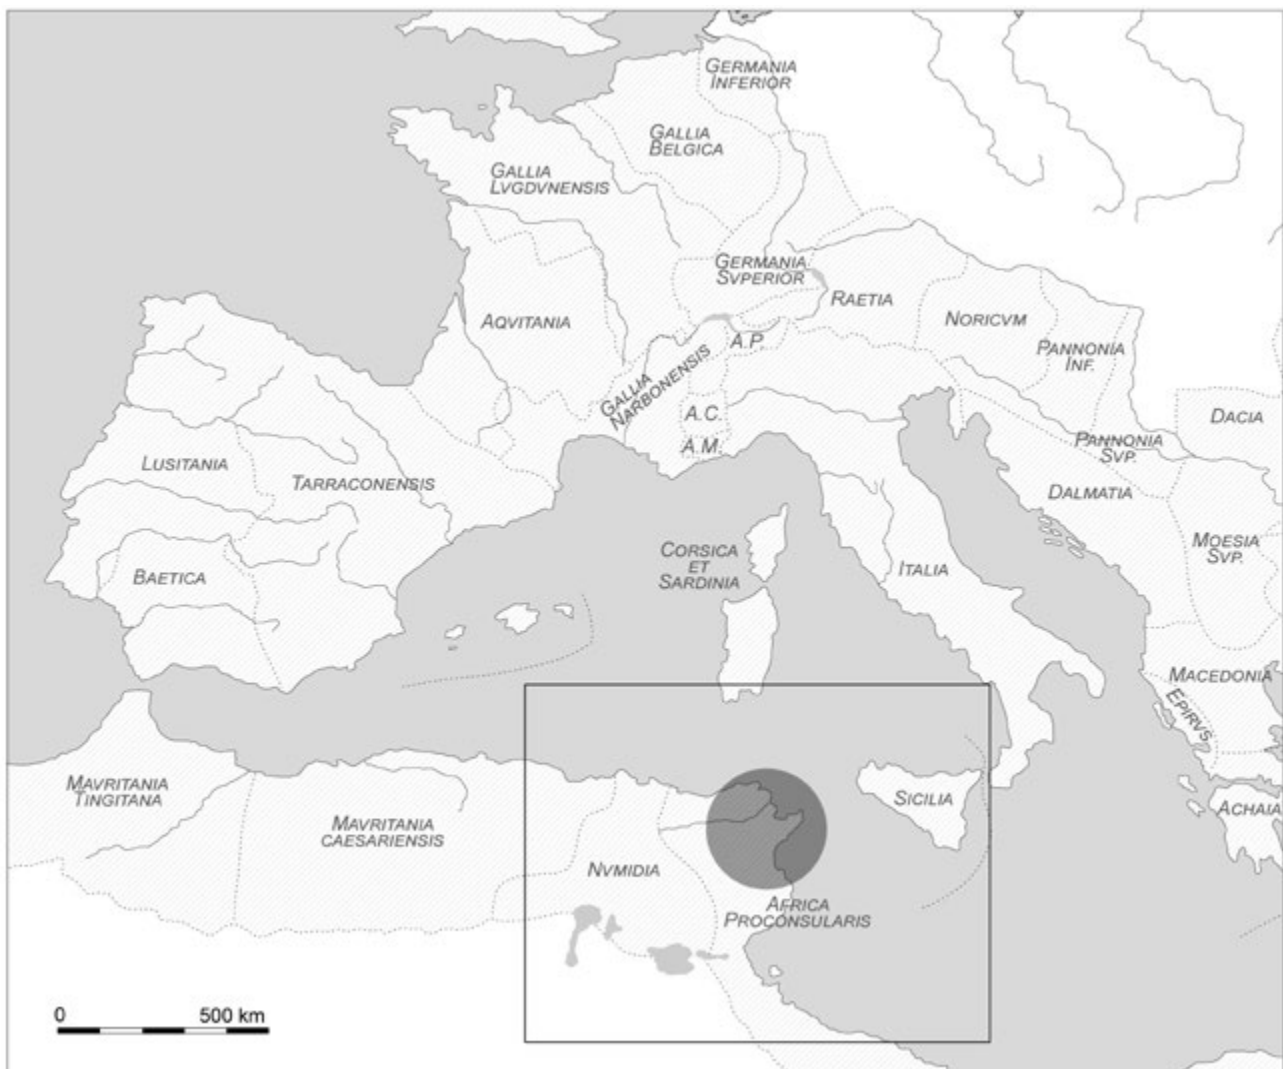 GERMANIA
INFERIOR
GALLIA
BELGICA
GALLIA
LVGDVNENSIS
GERMANIA
SVPERIOR
RAETIA
AQVITANIA
NORICVM
A.P.
PANNONIA
INF.
GALLIA
NARBONENSIS
A.C.
DACIA
A.M.
PANNONIA
SVP.
LUSITANIA
TARRACONENSIS
DALMATIA
MOESIA
SVP.
CORSICA
ET
SARDINIA
ITALIA
BAETICA
MACEDONIA
EPIRVS
MAVRITANIA
TINGITANA
SICILIA
ACHAIA
MAVRITANIA
CAESARIENSIS
NVMIDIA
AFRICA
PROCONSULARIS
0 500 km